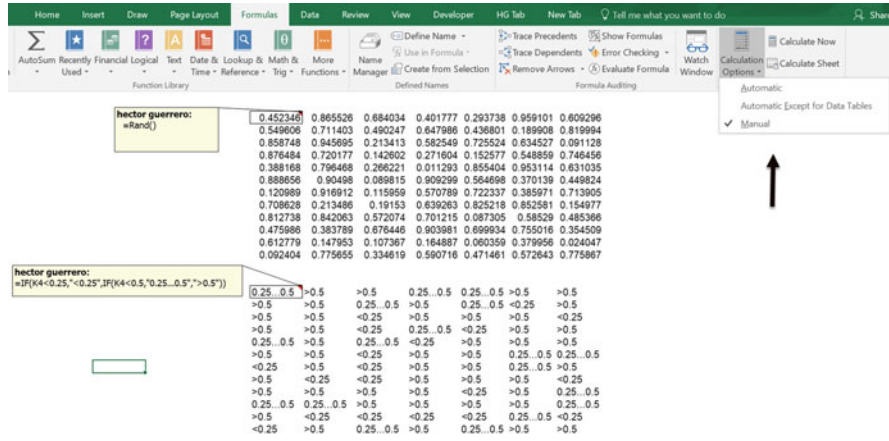 Home Insert Draw Page Layout Formulas Data Review View Developer HG Tab New Tab Tell me what you want to do Share
AutoSum Recently Used Financial Logical Text Date & Time Lookup & Reference Math & Trig More Functions
Function Library
Name Manager
Define Name
Use in Formula
Create from Selection
Defined Names
Trace Precedents Show Formulas
Trace Dependents Error Checking
Remove Arrows Evaluate Formula
Formula Auditing
Watch Window
Calculation Options
Calculate Now
Calculate Sheet
Automatic
Automatic Except for Data Tables
Manual
hector guerrero:
=Rand()
0.452346 0.865526 0.684034 0.401777 0.293738 0.959101 0.609296
0.549606 0.711403 0.490247 0.647986 0.436801 0.189908 0.819994
0.858748 0.945695 0.213413 0.582549 0.725524 0.634527 0.091128
0.876484 0.720177 0.142602 0.271604 0.152577 0.548859 0.746456
0.388168 0.796468 0.266221 0.011293 0.855404 0.953114 0.631035
0.888656 0.90498 0.089815 0.909299 0.564698 0.370139 0.449824
0.120989 0.916912 0.115959 0.570789 0.722337 0.385971 0.713905
0.708628 0.213486 0.19153 0.639263 0.825218 0.852581 0.154977
0.812738 0.842063 0.572074 0.701215 0.087305 0.58529 0.485366
0.475986 0.383789 0.676446 0.903981 0.699934 0.755016 0.354509
0.612779 0.147953 0.107367 0.164887 0.060359 0.379956 0.024047
0.092404 0.775655 0.334619 0.590716 0.471461 0.572643 0.775867
hector guerrero:
=IF(K4<0.25,"<0.25",IF(K4<0.5,"0.25...0.5",">0.5"))
0.25...0.5 >0.5 >0.5 0.25...0.5 0.25...0.5 >0.5 >0.5
>0.5 >0.5 0.25...0.5 >0.5 0.25...0.5 <0.25 >0.5
>0.5 >0.5 <0.25 >0.5 >0.5 >0.5 <0.25
>0.5 >0.5 <0.25 0.25...0.5 <0.25 >0.5 >0.5
0.25...0.5 >0.5 0.25...0.5 <0.25 >0.5 >0.5 >0.5
>0.5 >0.5 <0.25 >0.5 >0.5 0.25...0.5 0.25...0.5
<0.25 >0.5 <0.25 >0.5 >0.5 0.25...0.5 >0.5
>0.5 <0.25 <0.25 >0.5 >0.5 >0.5 <0.25
>0.5 >0.5 >0.5 >0.5 <0.25 >0.5 0.25...0.5
0.25...0.5 0.25...0.5 >0.5 >0.5 >0.5 >0.5 0.25...0.5
>0.5 <0.25 <0.25 <0.25 <0.25 0.25...0.5 <0.25
<0.25 >0.5 0.25...0.5 >0.5 0.25...0.5 >0.5 >0.5